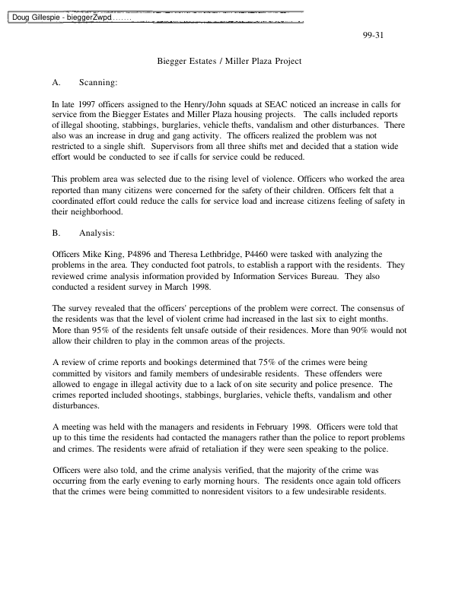 Doug Gillespie - bieggerZwpd
99-31
Biegger Estates / Miller Plaza Project
A. Scanning:
In late 1997 officers assigned to the Henry/John squads at SEAC noticed an increase in calls for
service from the Biegger Estates and Miller Plaza housing projects. The calls included reports
of illegal shooting, stabbings, burglaries, vehicle thefts, vandalism and other disturbances. There
also was an increase in drug and gang activity. The officers realized the problem was not
restricted to a single shift. Supervisors from all three shifts met and decided that a station wide
effort would be conducted to see if calls for service could be reduced.
This problem area was selected due to the rising level of violence. Officers who worked the area
reported than many citizens were concerned for the safety of their children. Officers felt that a
coordinated effort could reduce the calls for service load and increase citizens feeling of safety in
their neighborhood.
B. Analysis:
Officers Mike King, P4896 and Theresa Lethbridge, P4460 were tasked with analyzing the
problems in the area. They conducted foot patrols, to establish a rapport with the residents. They
reviewed crime analysis information provided by Information Services Bureau. They also
conducted a resident survey in March 1998.
The survey revealed that the officers' perceptions of the problem were correct. The consensus of
the residents was that the level of violent crime had increased in the last six to eight months.
More than 95% of the residents felt unsafe outside of their residences. More than 90% would not
allow their children to play in the common areas of the projects.
A review of crime reports and bookings determined that 75% of the crimes were being
committed by visitors and family members of undesirable residents. These offenders were
allowed to engage in illegal activity due to a lack of on site security and police presence. The
crimes reported included shootings, stabbings, burglaries, vehicle thefts, vandalism and other
disturbances.
A meeting was held with the managers and residents in February 1998. Officers were told that
up to this time the residents had contacted the managers rather than the police to report problems
and crimes. The residents were afraid of retaliation if they were seen speaking to the police.
Officers were also told, and the crime analysis verified, that the majority of the crime was
occurring from the early evening to early morning hours. The residents once again told officers
that the crimes were being committed to nonresident visitors to a few undesirable residents.